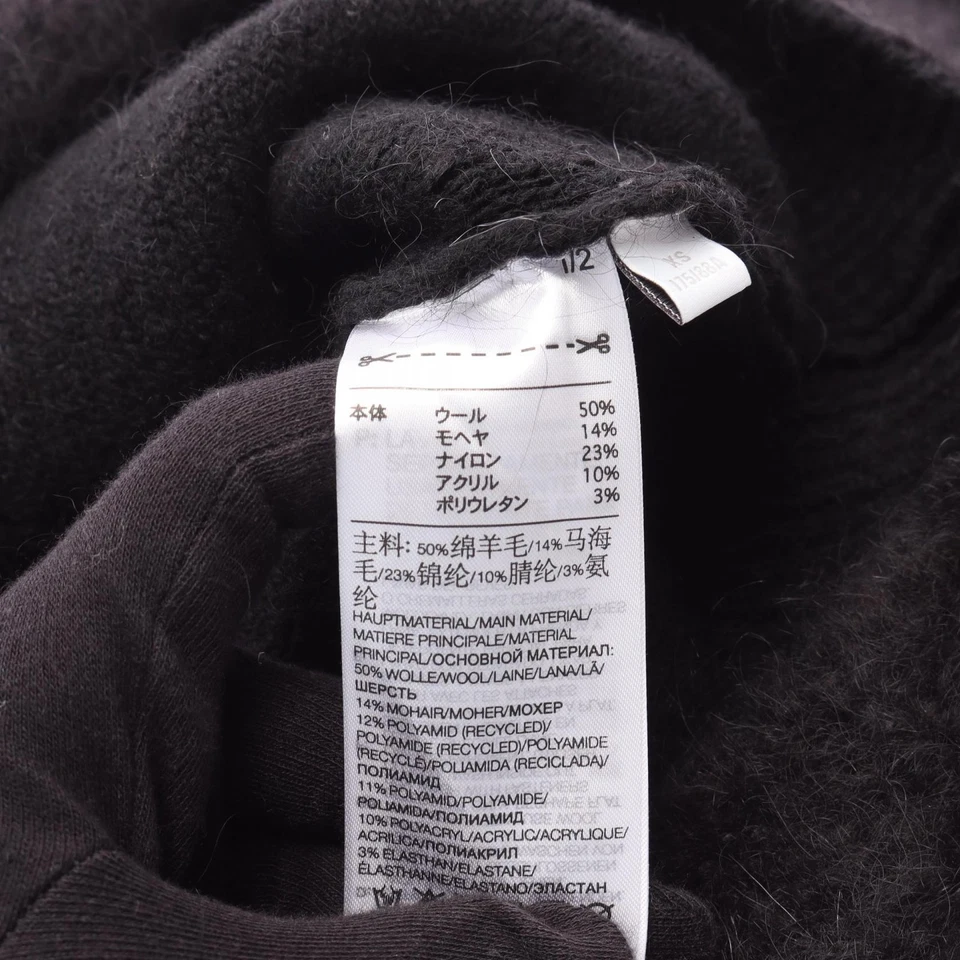 1/2
XS
175/88A
本体 ウール 50%
モヘヤ 14%
ナイロン 23%
アクリル 10%
ポリウレタン 3%
主料: 50%绵羊毛/14%马海
毛/23%锦纶/10%腈纶/3%氨
纶
HAUPTMATERIAL/MAIN MATERIAL/
MATIERE PRINCIPALE/MATERIAL
PRINCIPAL/ОСНОВНОЙ МАТЕРИАЛ:
50% WOLLE/WOOL/LAINE/LANA/LÃ/
ШЕРСТЬ
14% MOHAIR/MOHER/МОХЕР
12% POLYAMID (RECYCLED)/
POLYAMIDE (RECYCLED)/POLYAMIDE
(RECYCLÉ)/POLIAMIDA (RECICLADA)/
ПОЛИАМИД
11% POLYAMID/POLYAMIDE/
POLIAMIDA/ПОЛИАМИД
10% POLYACRYL/ACRYLIC/ACRYLIQUE/
ACRILICA/ПОЛИАКРИЛ
3% ELASTHAN/ELASTANE/
ÉLASTHANNE/ELASTANO/ЭЛАСТАН